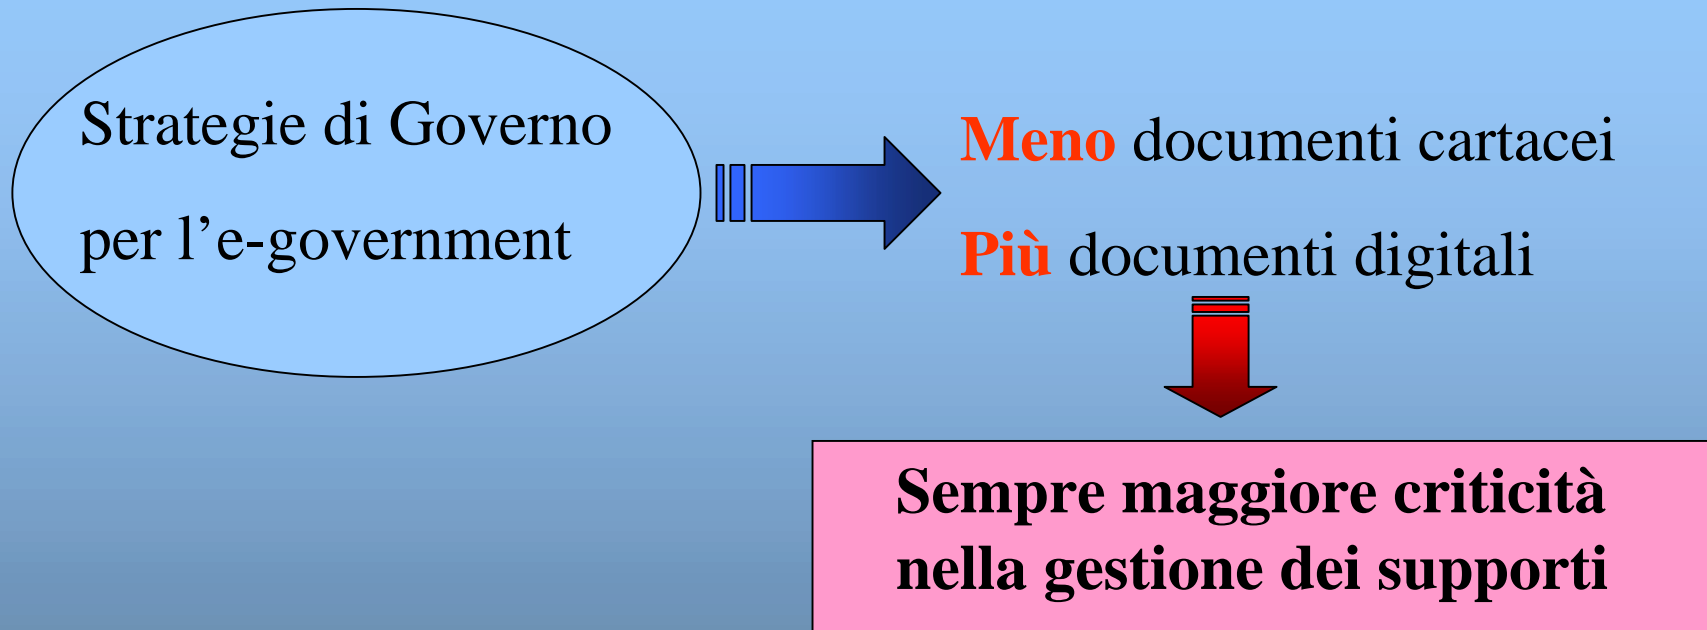 Strategie di Governo
per l’e-government
Meno documenti cartacei
Più documenti digitali
Sempre maggiore criticità
nella gestione dei supporti